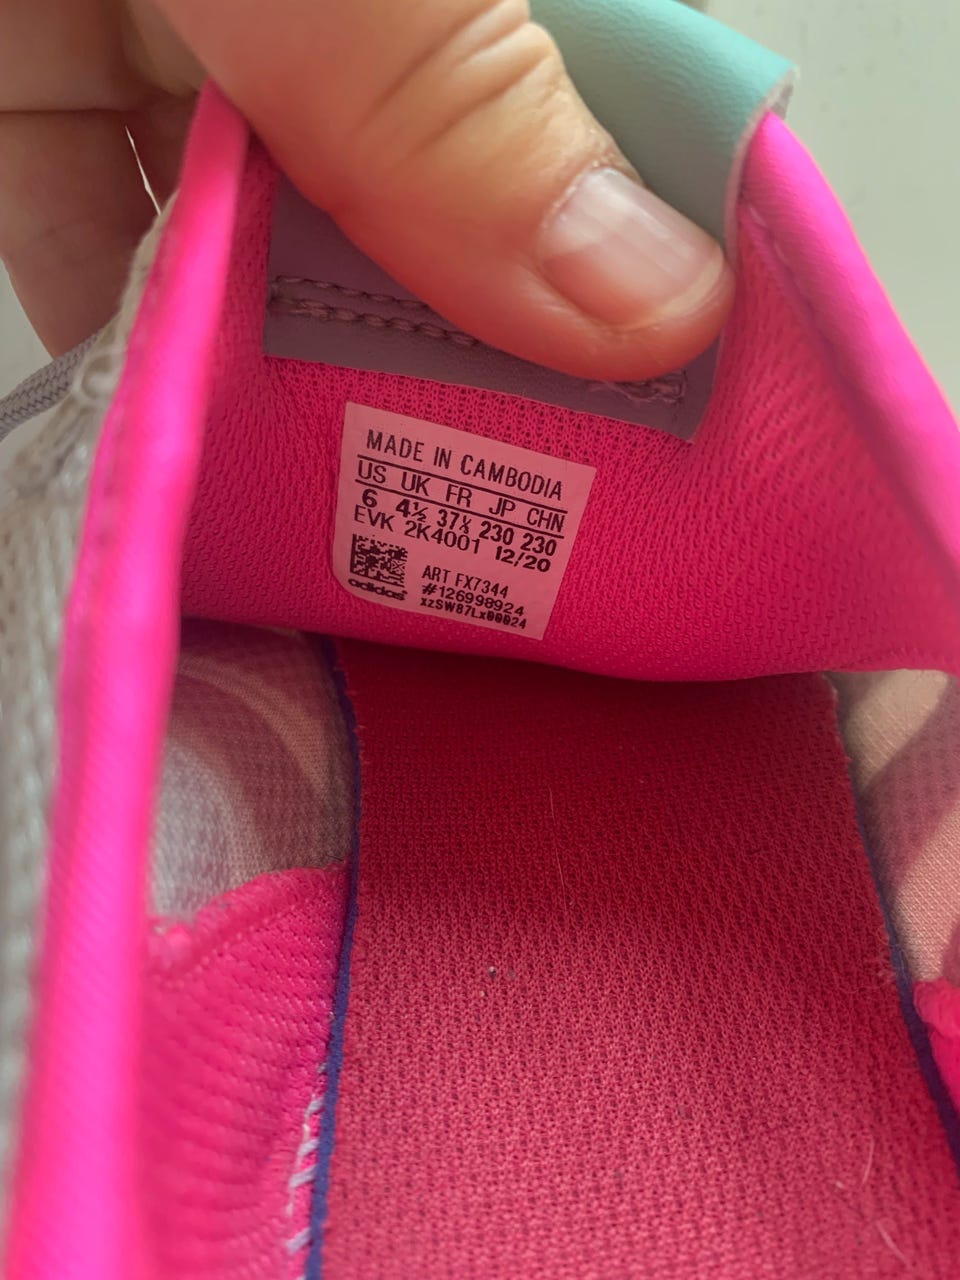 MADE IN CAMBODIA
US UK FR JP CHN
6 4½ 37⅓ 230 230
EVK 2K4001 12/20
ART FX7344
#126998924
xzSW87Lx00024
adidas